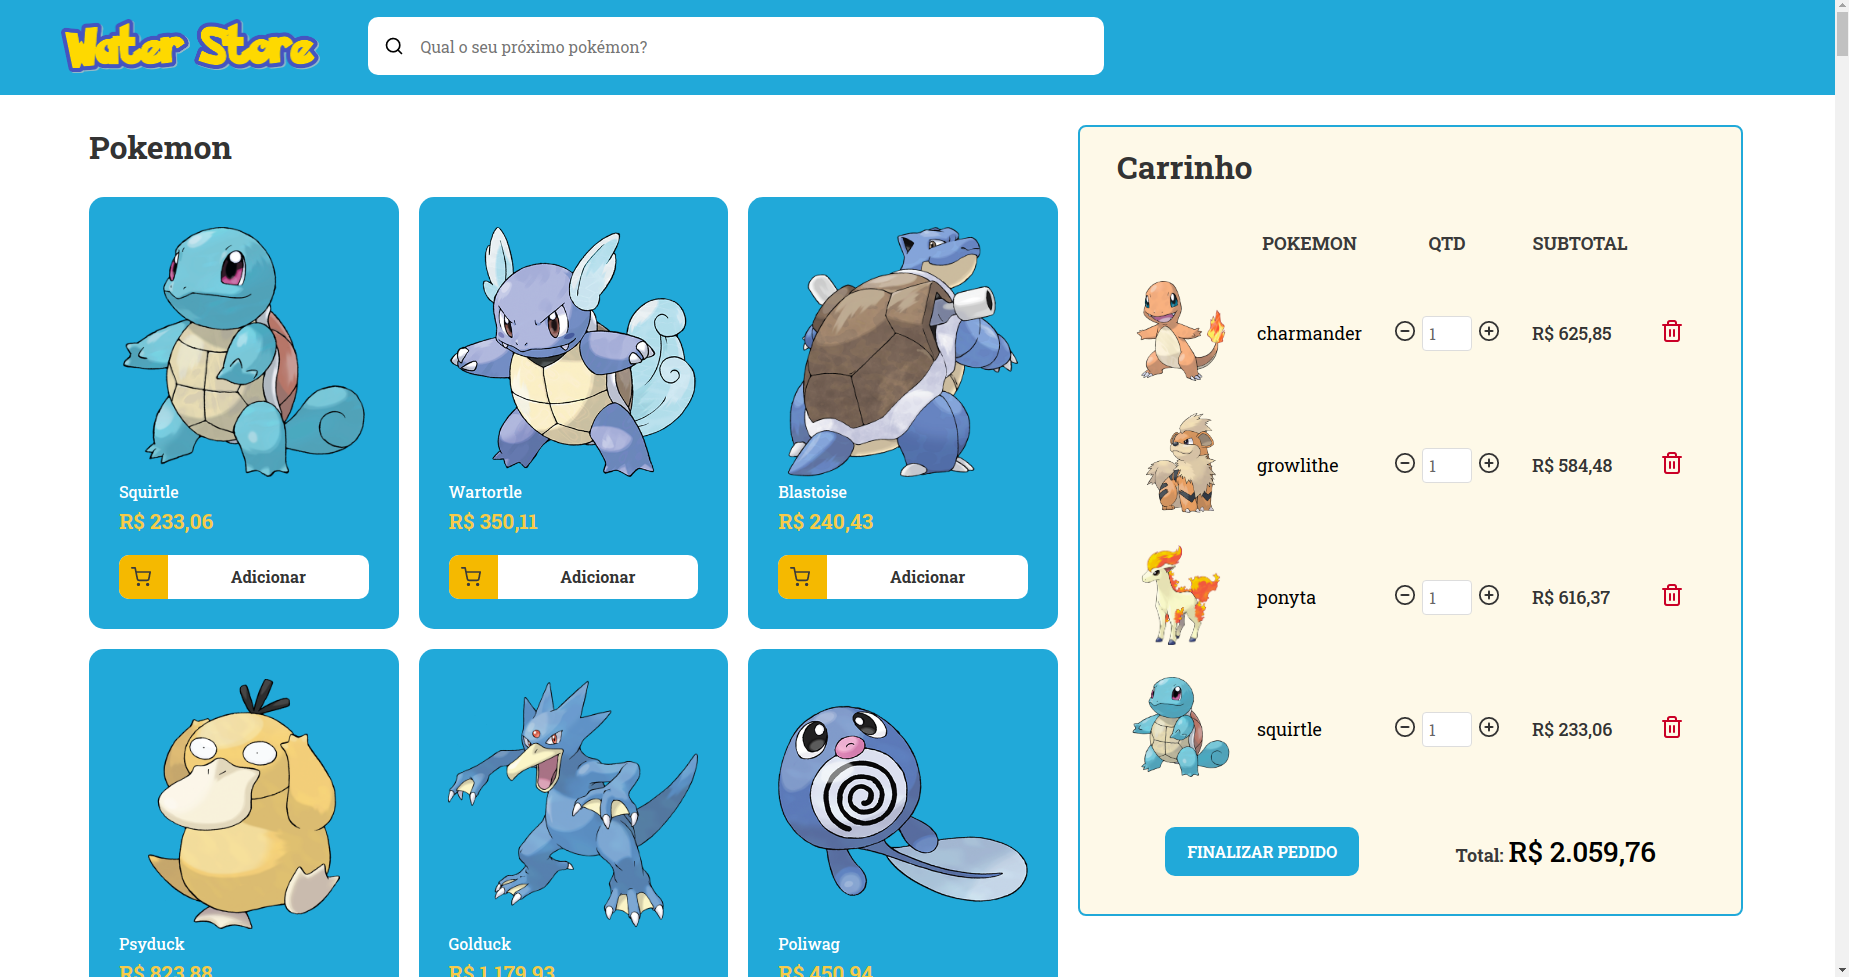 Water Store
Qual o seu próximo pokémon?
Pokemon
Squirtle
R$ 233,06
Adicionar
Wartortle
R$ 350,11
Adicionar
Blastoise
R$ 240,43
Adicionar
Psyduck
R$ 823,88
Golduck
R$ 1.179,93
Poliwag
R$ 450,94
Carrinho
POKEMON QTD SUBTOTAL
charmander 1 R$ 625,85
growlithe 1 R$ 584,48
ponyta 1 R$ 616,37
squirtle 1 R$ 233,06
FINALIZAR PEDIDO
Total: R$ 2.059,76